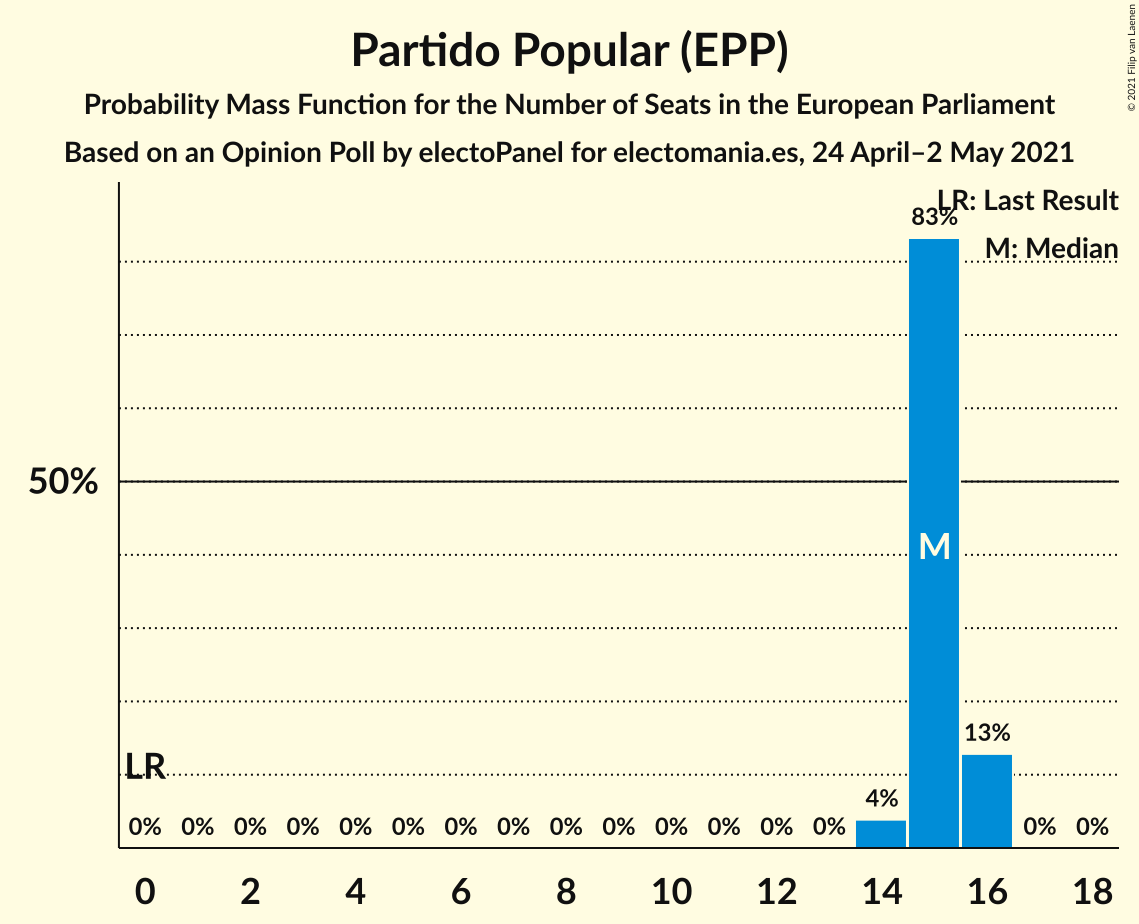 Partido Popular (EPP)
Probability Mass Function for the Number of Seats in the European Parliament
Based on an Opinion Poll by electoPanel for electomania.es, 24 April–2 May 2021
© 2021 Filip van Laenen
LR: Last Result
83%
M: Median
50%
M
13%
LR
4%
0% 0% 0% 0% 0% 0% 0% 0% 0% 0% 0% 0% 0% 0% 0% 0%
0 2 4 6 8 10 12 14 16 18